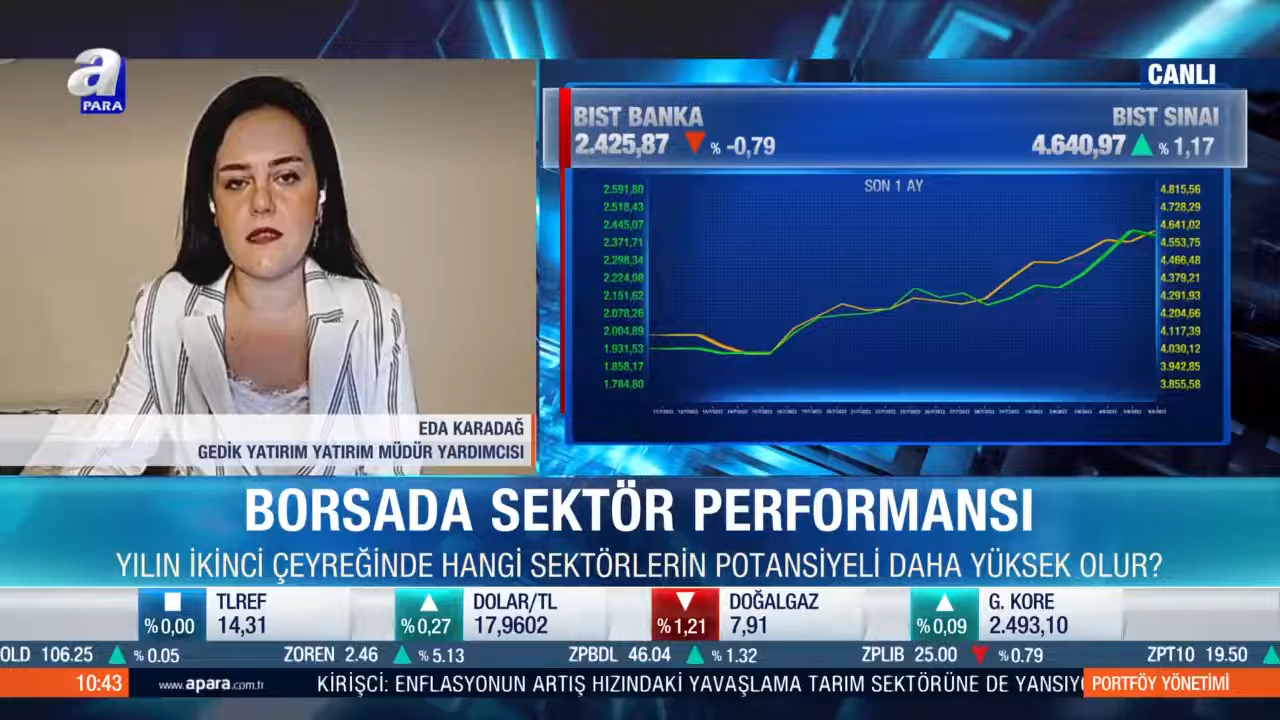 a
PARA
CANLI
BIST BANKA
2.425,87 % -0,79
BIST SINAI
4.640,97 % 1,17
SON 1 AY
2.591,80
2.518,43
2.445,07
2.371,71
2.298,34
2.224,98
2.151,62
2.078,26
2.004,89
1.931,53
1.858,17
1.784,80
4.815,56
4.728,29
4.641,02
4.553,75
4.466,48
4.379,21
4.291,93
4.204,66
4.117,39
4.030,12
3.942,85
3.855,58
EDA KARADAĞ
GEDİK YATIRIM YATIRIM MÜDÜR YARDIMCISI
BORSADA SEKTÖR PERFORMANSI
YILIN İKİNCİ ÇEYREĞİNDE HANGİ SEKTÖRLERİN POTANSİYELİ DAHA YÜKSEK OLUR?
% 0,00 TLREF 14,31
% 0,27 DOLAR/TL 17,9602
% 1,21 DOĞALGAZ 7,91
% 0,09 G. KORE 2.493,10
OLD 106.25 % 0.05 ZOREN 2.46 % 5.13 ZPBDL 46.04 % 1.32 ZPLIB 25.00 % 0.79 ZPT10 19.50
10:43 www.apara.com.tr KİRİŞCİ: ENFLASYONUN ARTIŞ HIZINDAKİ YAVAŞLAMA TARIM SEKTÖRÜNE DE YANSIY PORTFÖY YÖNETİMİ